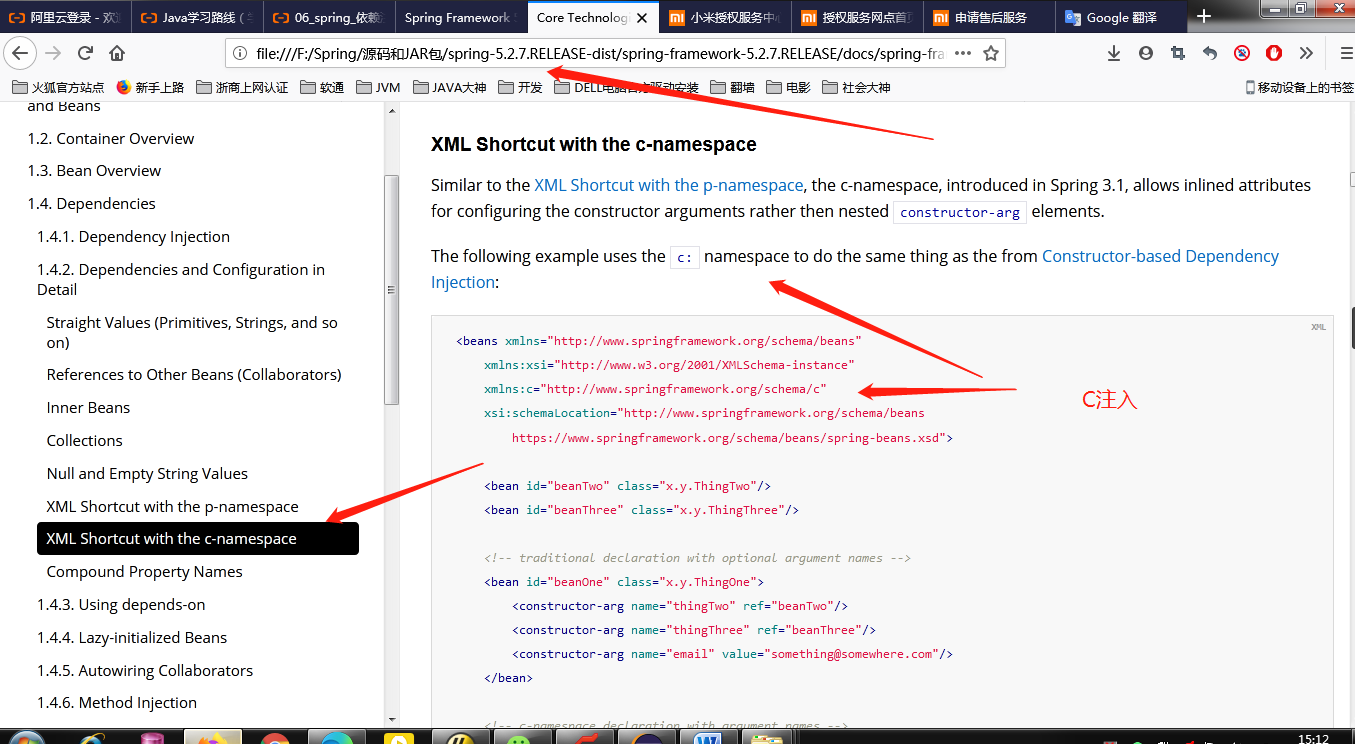 阿里云登录 - 欢迎
Java学习路线（
06_spring_依赖注
Spring Framework
Core Technologi
小米授权服务中心
授权服务网点首页
申请售后服务
Google 翻译
file:///F:/Spring/源码和JAR包/spring-5.2.7.RELEASE-dist/spring-framework-5.2.7.RELEASE/docs/spring-fra
火狐官方站点 新手上路 浙商上网认证 软通 JVM JAVA大神 开发 DELL电脑官方驱动安装 翻墙 电影 社会大神 移动设备上的书签
and Beans
1.2. Container Overview
1.3. Bean Overview
1.4. Dependencies
1.4.1. Dependency Injection
1.4.2. Dependencies and Configuration in
Detail
Straight Values (Primitives, Strings, and so
on)
References to Other Beans (Collaborators)
Inner Beans
Collections
Null and Empty String Values
XML Shortcut with the p-namespace
XML Shortcut with the c-namespace
Compound Property Names
1.4.3. Using depends-on
1.4.4. Lazy-initialized Beans
1.4.5. Autowiring Collaborators
1.4.6. Method Injection
XML Shortcut with the c-namespace
Similar to the XML Shortcut with the p-namespace, the c-namespace, introduced in Spring 3.1, allows inlined attributes
for configuring the constructor arguments rather then nested constructor-arg elements.
The following example uses the c: namespace to do the same thing as the from Constructor-based Dependency
Injection:
XML
<beans xmlns="http://www.springframework.org/schema/beans"
xmlns:xsi="http://www.w3.org/2001/XMLSchema-instance"
xmlns:c="http://www.springframework.org/schema/c"
xsi:schemaLocation="http://www.springframework.org/schema/beans
https://www.springframework.org/schema/beans/spring-beans.xsd">
C注入
<bean id="beanTwo" class="x.y.ThingTwo"/>
<bean id="beanThree" class="x.y.ThingThree"/>
<!-- traditional declaration with optional argument names -->
<bean id="beanOne" class="x.y.ThingOne">
<constructor-arg name="thingTwo" ref="beanTwo"/>
<constructor-arg name="thingThree" ref="beanThree"/>
<constructor-arg name="email" value="something@somewhere.com"/>
</bean>
<!-- c-namespace declaration with argument names -->
15:12